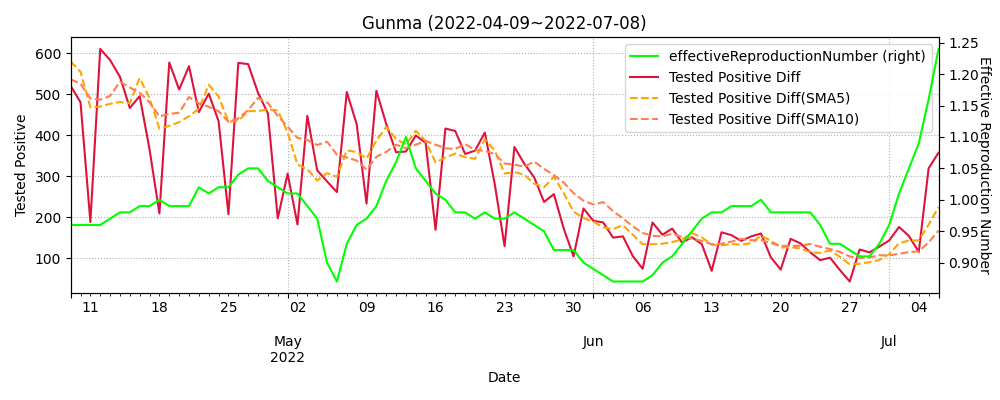 Gunma (2022-04-09~2022-07-08)
effectiveReproductionNumber (right)
Tested Positive Diff
Tested Positive Diff(SMA5)
Tested Positive Diff(SMA10)
Tested Positive
600
500
400
300
200
100
1.25
1.20
1.15
1.10
1.05
1.00
0.95
0.90
Effective Reproduction Number
11 18 25 02 09 16 23 30 06 13 20 27 04
May Jun Jul
2022
Date